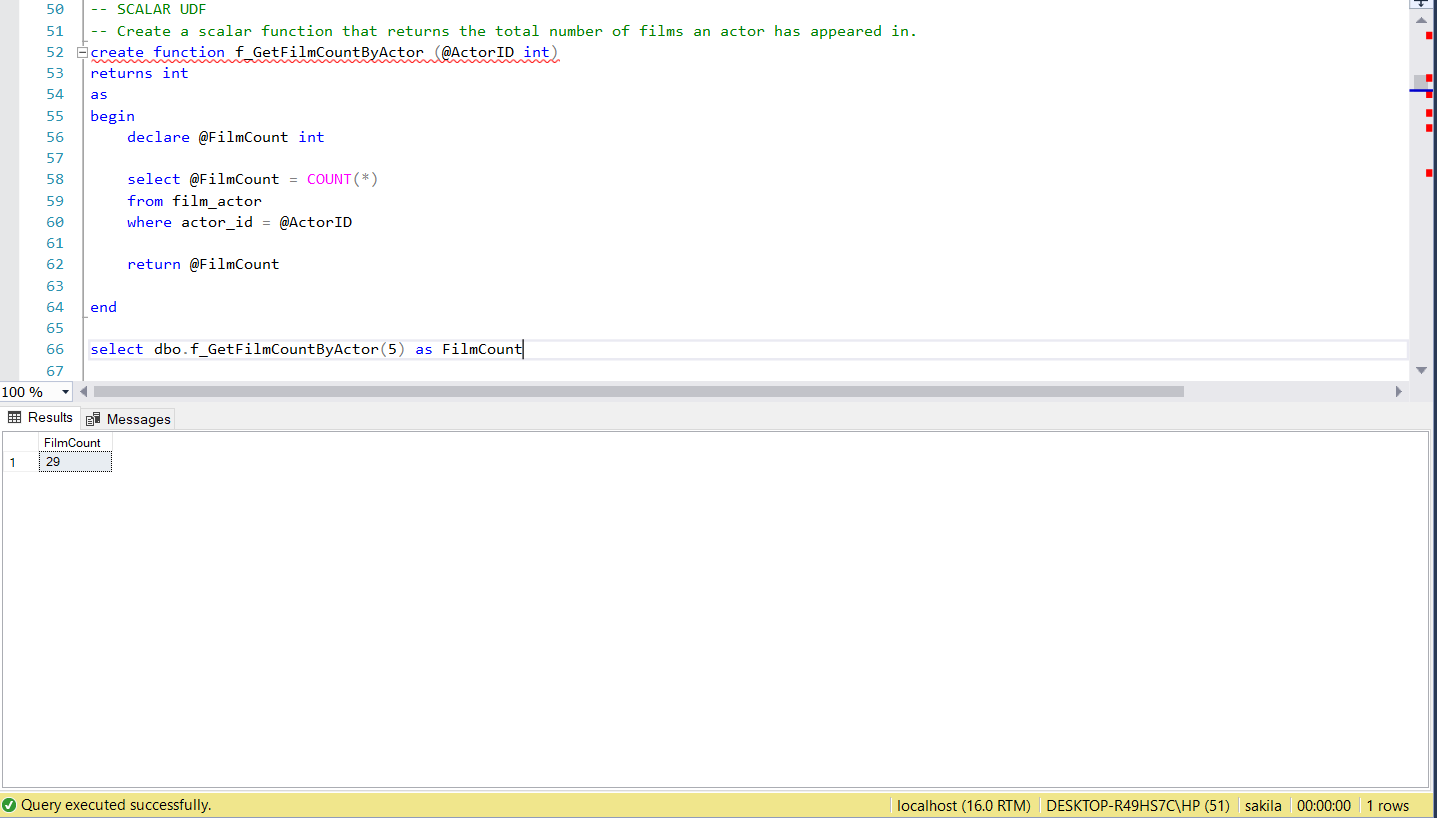 50 -- SCALAR UDF
51 -- Create a scalar function that returns the total number of films an actor has appeared in.
52 create function f_GetFilmCountByActor (@ActorID int)
53 returns int
54 as
55 begin
56 declare @FilmCount int
57
58 select @FilmCount = COUNT(*)
59 from film_actor
60 where actor_id = @ActorID
61
62 return @FilmCount
63
64 end
65
66 select dbo.f_GetFilmCountByActor(5) as FilmCount
67
100 %
Results Messages
FilmCount
1 29
Query executed successfully. localhost (16.0 RTM) DESKTOP-R49HS7C\HP (51) sakila 00:00:00 1 rows